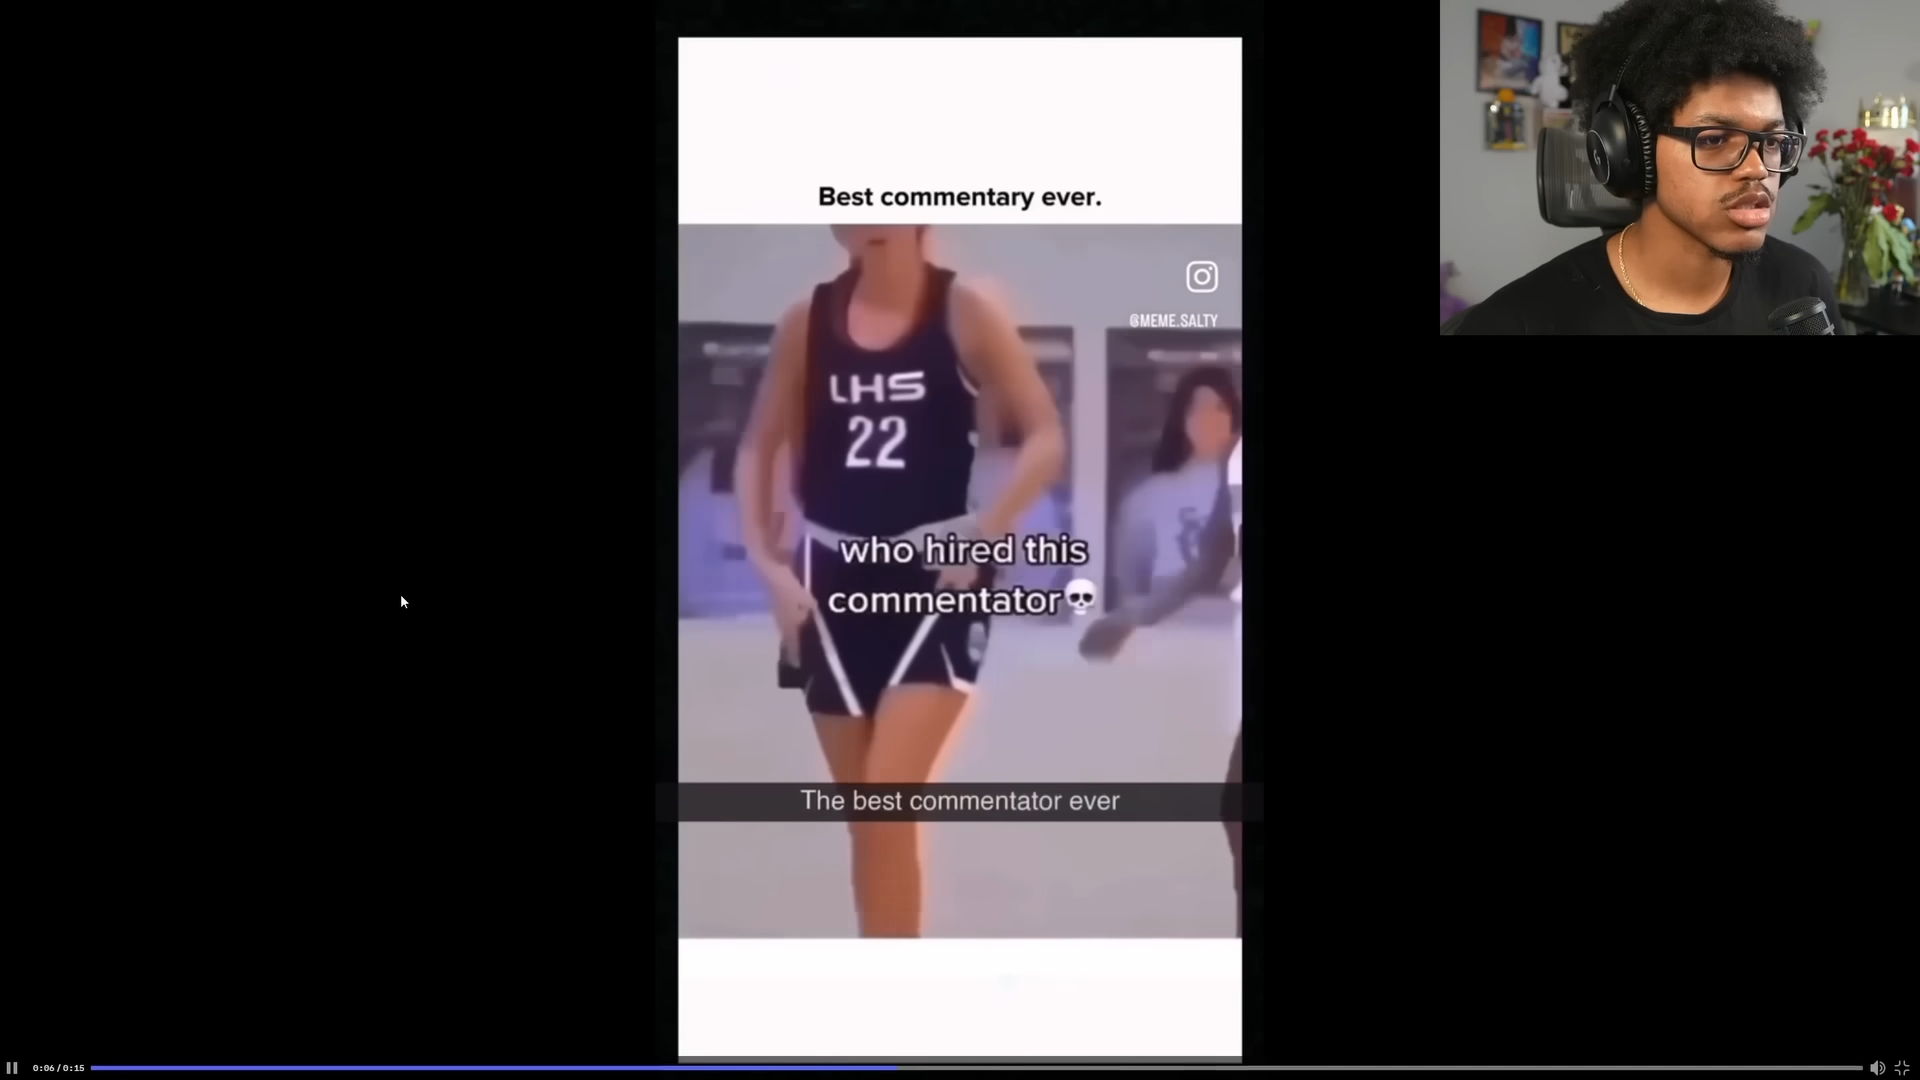 Best commentary ever.
@MEME.SALTY
LHS
22
who hired this
commentator💀
The best commentator ever
0:06/0:15